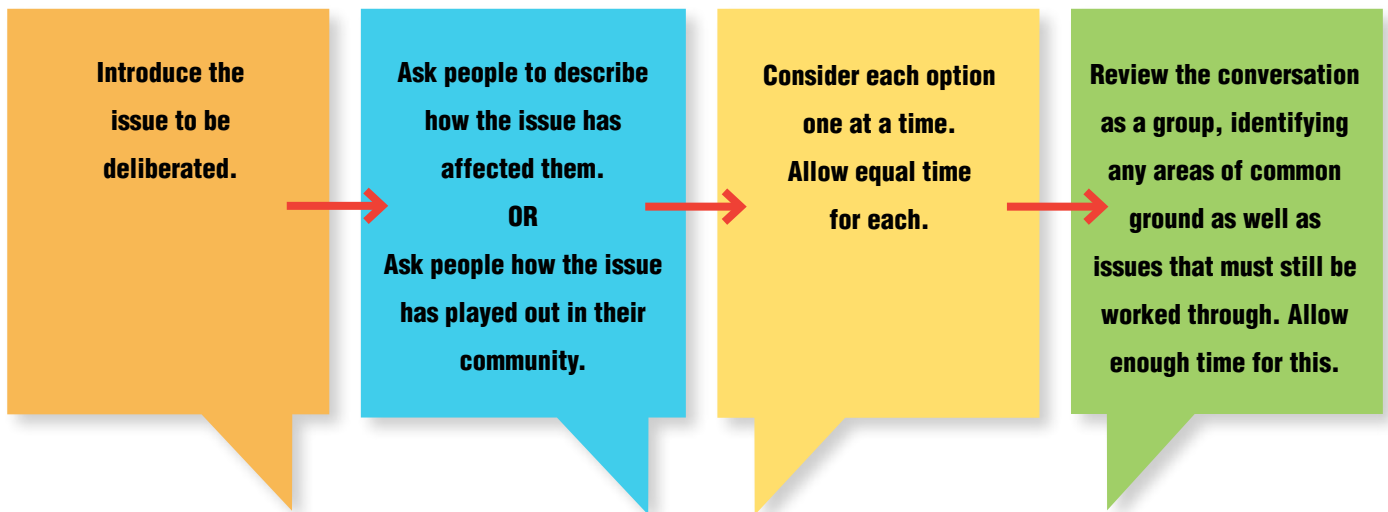 Introduce the
issue to be
deliberated.
Ask people to describe
how the issue has
affected them.
OR
Ask people how the issue
has played out in their
community.
Consider each option
one at a time.
Allow equal time
for each.
Review the conversation
as a group, identifying
any areas of common
ground as well as
issues that must still be
worked through. Allow
enough time for this.